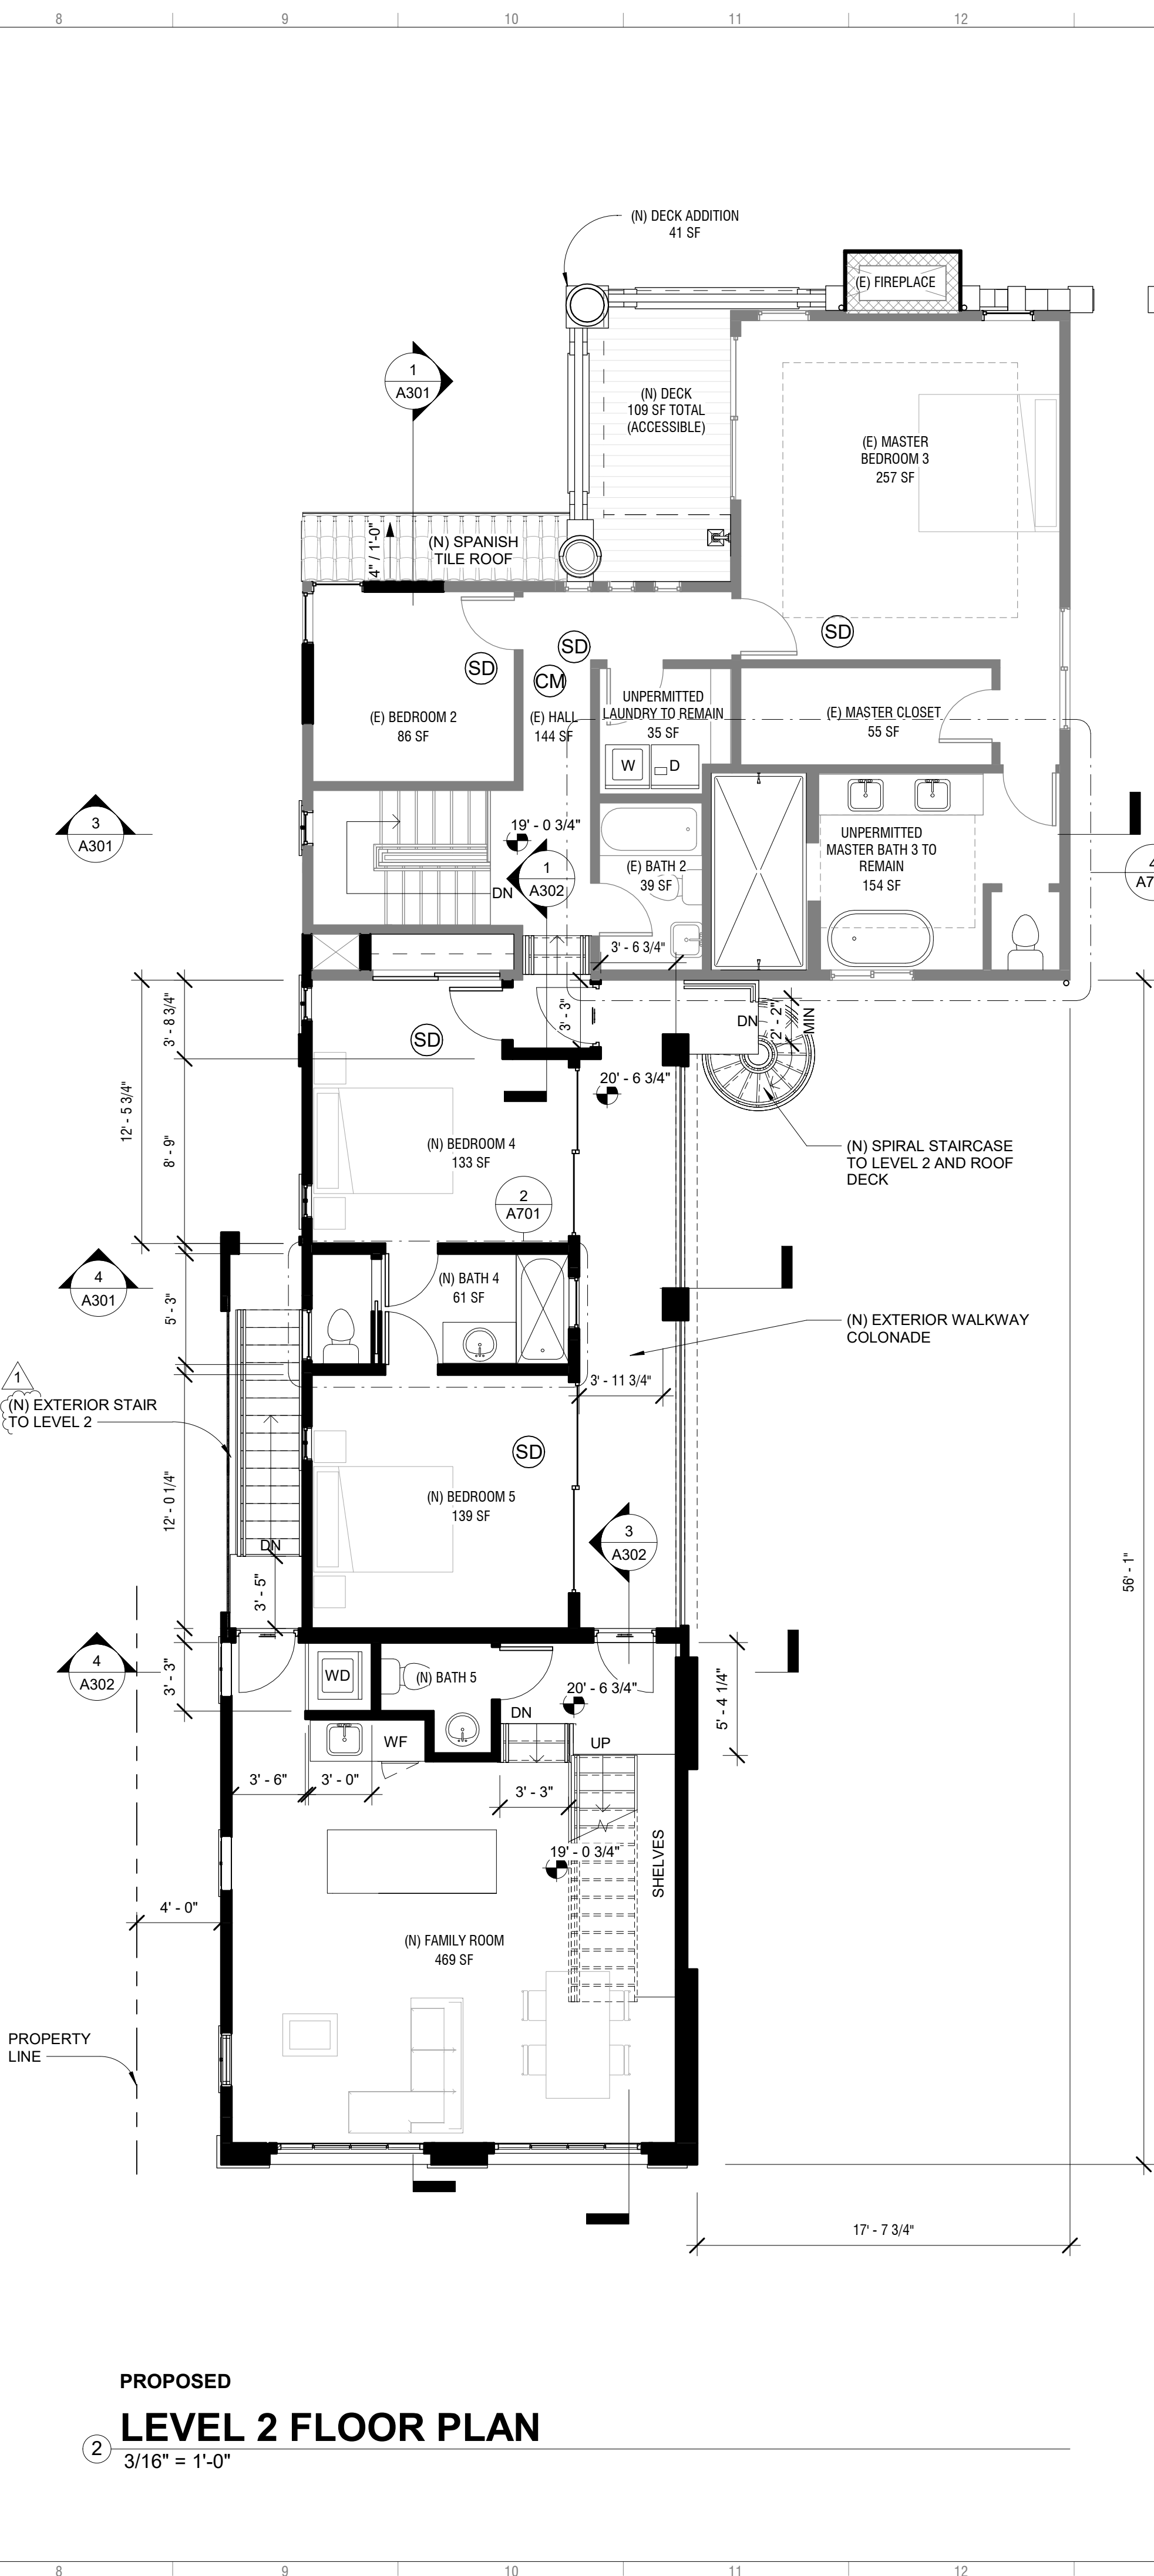 8 9 10 11 12
(N) DECK ADDITION
41 SF
(E) FIREPLACE
1
A301
(N) DECK
109 SF TOTAL
(ACCESSIBLE)
(E) MASTER
BEDROOM 3
257 SF
4" / 1'-0"
(N) SPANISH
TILE ROOF
SD
SD
SD
CM
(E) BEDROOM 2
86 SF
(E) HALL
144 SF
UNPERMITTED
LAUNDRY TO REMAIN
35 SF
W
D
(E) MASTER CLOSET
55 SF
3
A301
19' - 0 3/4"
1
A302
DN
(E) BATH 2
39 SF
UNPERMITTED
MASTER BATH 3 TO
REMAIN
154 SF
4
A7
3' - 6 3/4"
3' - 8 3/4"
3' - 3"
DN
2' - 2"
MIN
SD
20' - 6 3/4"
12' - 5 3/4"
8' - 9"
(N) BEDROOM 4
133 SF
(N) SPIRAL STAIRCASE
TO LEVEL 2 AND ROOF
DECK
2
A701
4
A301
5' - 3"
(N) BATH 4
61 SF
(N) EXTERIOR WALKWAY
COLONADE
1
(N) EXTERIOR STAIR
TO LEVEL 2
3' - 11 3/4"
SD
12' - 0 1/4"
(N) BEDROOM 5
139 SF
DN
3' - 5"
3
A302
56' - 1"
4
A302
3' - 3"
WD
(N) BATH 5
20' - 6 3/4"
5' - 4 1/4"
DN
WF
UP
3' - 6"
3' - 0"
3' - 3"
19' - 0 3/4"
SHELVES
4' - 0"
(N) FAMILY ROOM
469 SF
PROPERTY
LINE
17' - 7 3/4"
PROPOSED
LEVEL 2 FLOOR PLAN
2
3/16" = 1'-0"
8 9 10 11 12